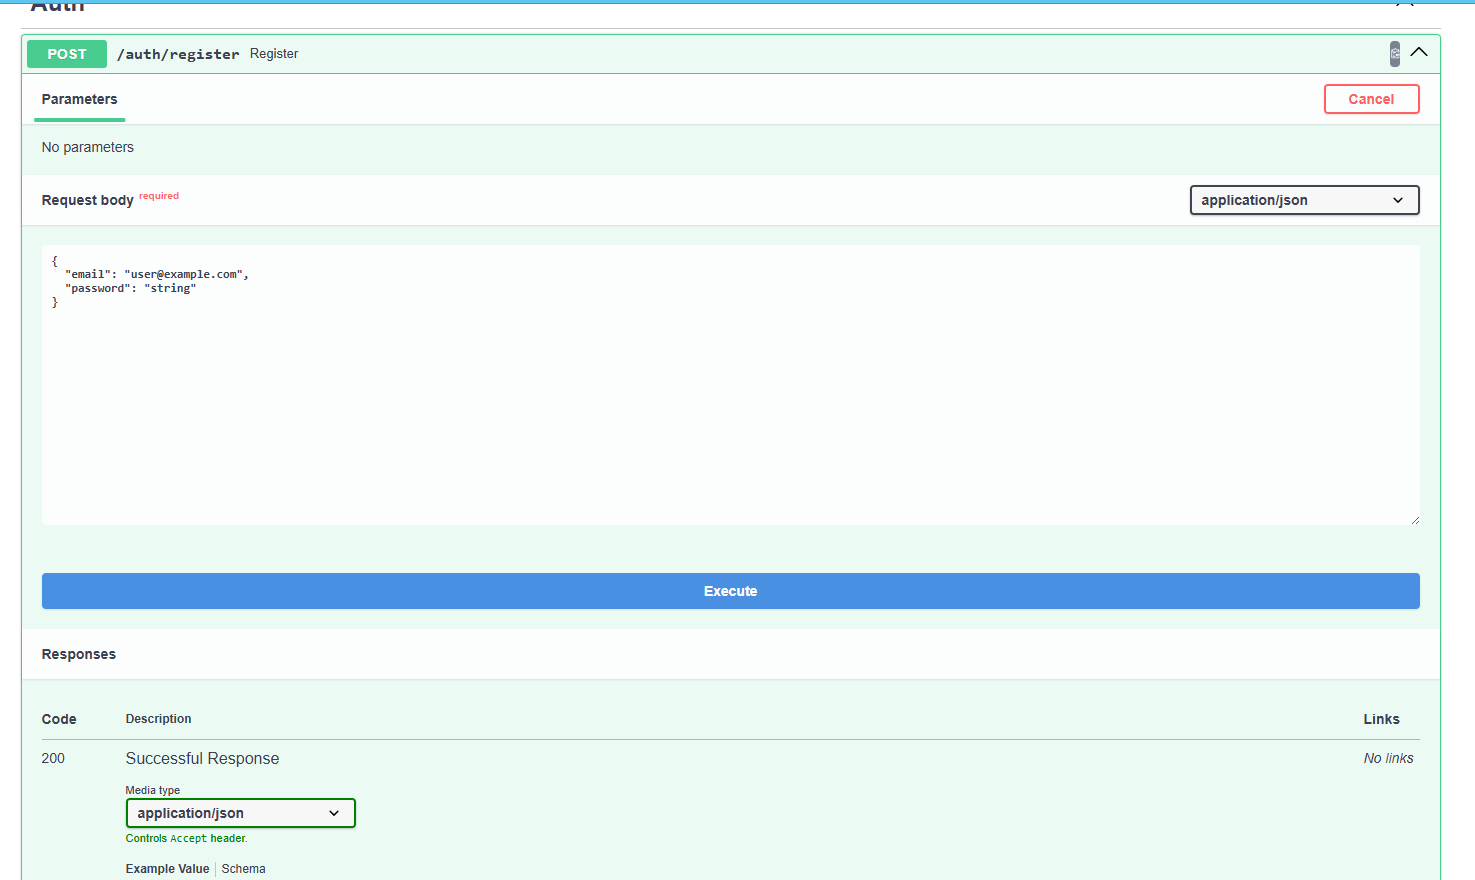 Auth
POST /auth/register Register
Parameters
Cancel
No parameters
Request body required
application/json
{
"email": "user@example.com",
"password": "string"
}
Execute
Responses
Code Description Links
200 Successful Response No links
Media type
application/json
Controls Accept header.
Example Value Schema